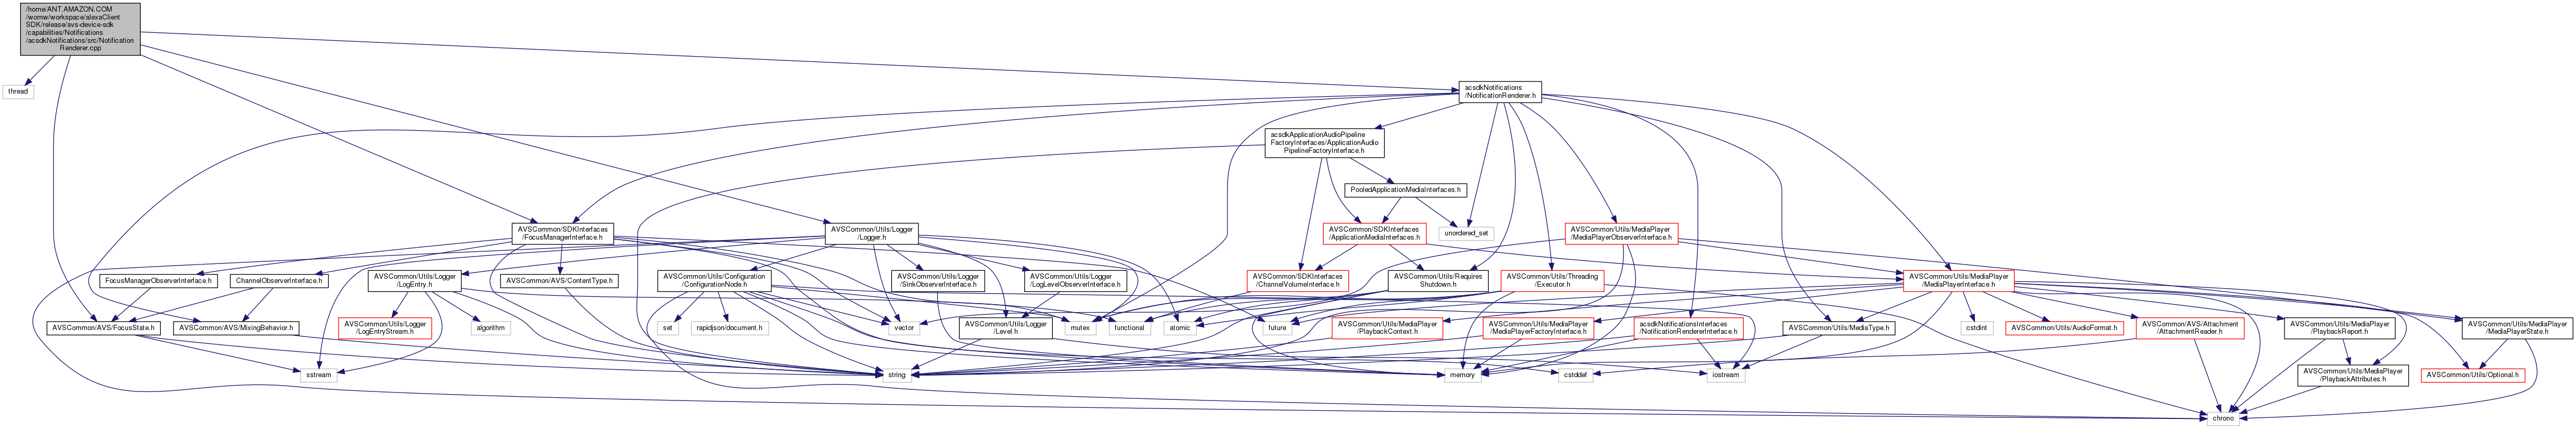 /home/ANT.AMAZON.COM
/womw/workspace/alexaClient
SDK/release/avs-device-sdk
/capabilities/Notifications
/acsdkNotifications/src/Notification
Renderer.cpp
thread
acsdkNotifications
/NotificationRenderer.h
acsdkApplicationAudioPipeline
FactoryInterfaces/ApplicationAudio
PipelineFactoryInterface.h
PooledApplicationMediaInterfaces.h
AVSCommon/SDKInterfaces
/FocusManagerInterface.h
AVSCommon/Utils/Logger
/Logger.h
AVSCommon/SDKInterfaces
/ApplicationMediaInterfaces.h
unordered_set
AVSCommon/Utils/MediaPlayer
/MediaPlayerObserverInterface.h
FocusManagerObserverInterface.h
ChannelObserverInterface.h
AVSCommon/Utils/Logger
/LogEntry.h
AVSCommon/AVS/ContentType.h
AVSCommon/Utils/Configuration
/ConfigurationNode.h
AVSCommon/Utils/Logger
/SinkObserverInterface.h
AVSCommon/Utils/Logger
/LogLevelObserverInterface.h
AVSCommon/SDKInterfaces
/ChannelVolumeInterface.h
AVSCommon/Utils/Requires
Shutdown.h
AVSCommon/Utils/Threading
/Executor.h
AVSCommon/Utils/MediaPlayer
/MediaPlayerInterface.h
AVSCommon/AVS/FocusState.h
AVSCommon/AVS/MixingBehavior.h
AVSCommon/Utils/Logger
/LogEntryStream.h
algorithm
set
rapidjson/document.h
vector
AVSCommon/Utils/Logger
/Level.h
mutex
functional
atomic
future
AVSCommon/Utils/MediaPlayer
/PlaybackContext.h
AVSCommon/Utils/MediaPlayer
/MediaPlayerFactoryInterface.h
acsdkNotificationsInterfaces
/NotificationRendererInterface.h
AVSCommon/Utils/MediaType.h
cstdint
AVSCommon/Utils/AudioFormat.h
AVSCommon/AVS/Attachment
/AttachmentReader.h
AVSCommon/Utils/MediaPlayer
/PlaybackReport.h
AVSCommon/Utils/MediaPlayer
/MediaPlayerState.h
sstream
string
memory
cstddef
iostream
AVSCommon/Utils/MediaPlayer
/PlaybackAttributes.h
AVSCommon/Utils/Optional.h
chrono